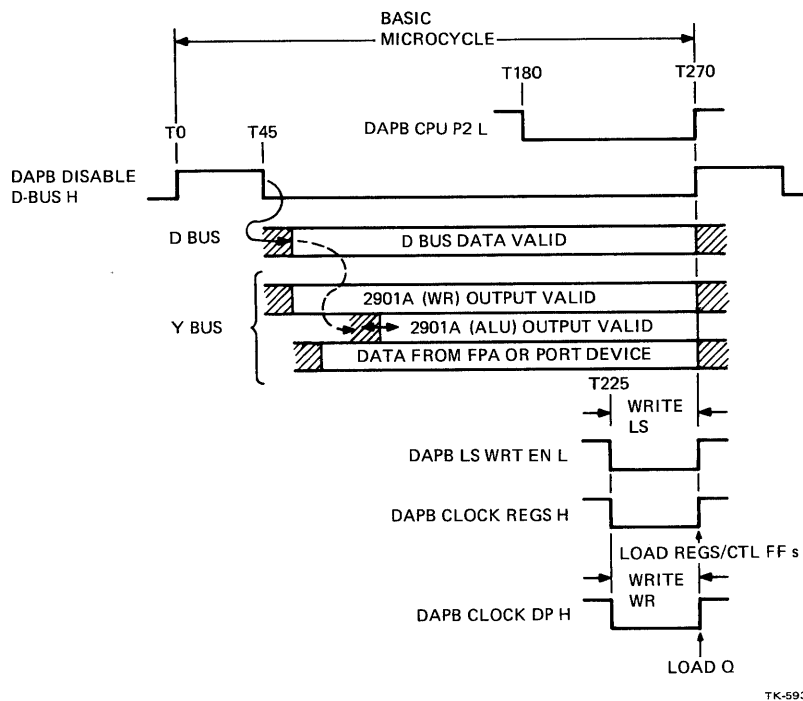 BASIC
MICROCYCLE
T180
T270
DAPB CPU P2 L
T0
T45
DAPB DISABLE
D-BUS H
D BUS
D BUS DATA VALID
Y BUS
2901A (WR) OUTPUT VALID
2901A (ALU) OUTPUT VALID
DATA FROM FPA OR PORT DEVICE
T225
WRITE
LS
DAPB LS WRT EN L
DAPB CLOCK REGS H
LOAD REGS/CTL FF s
WRITE
WR
DAPB CLOCK DP H
LOAD Q
TK-593